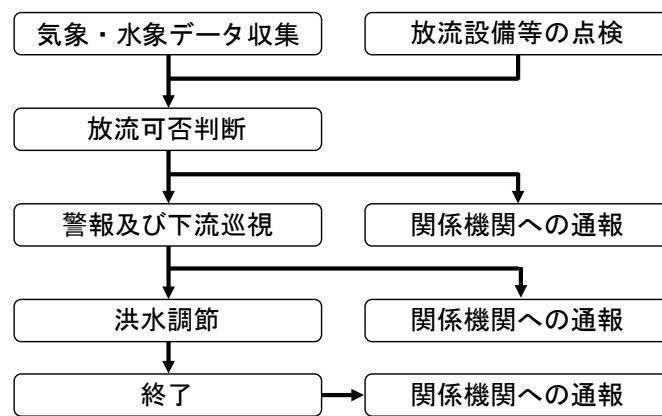 気象・水象データ収集
放流設備等の点検
放流可否判断
警報及び下流巡視
関係機関への通報
洪水調節
関係機関への通報
終了
関係機関への通報